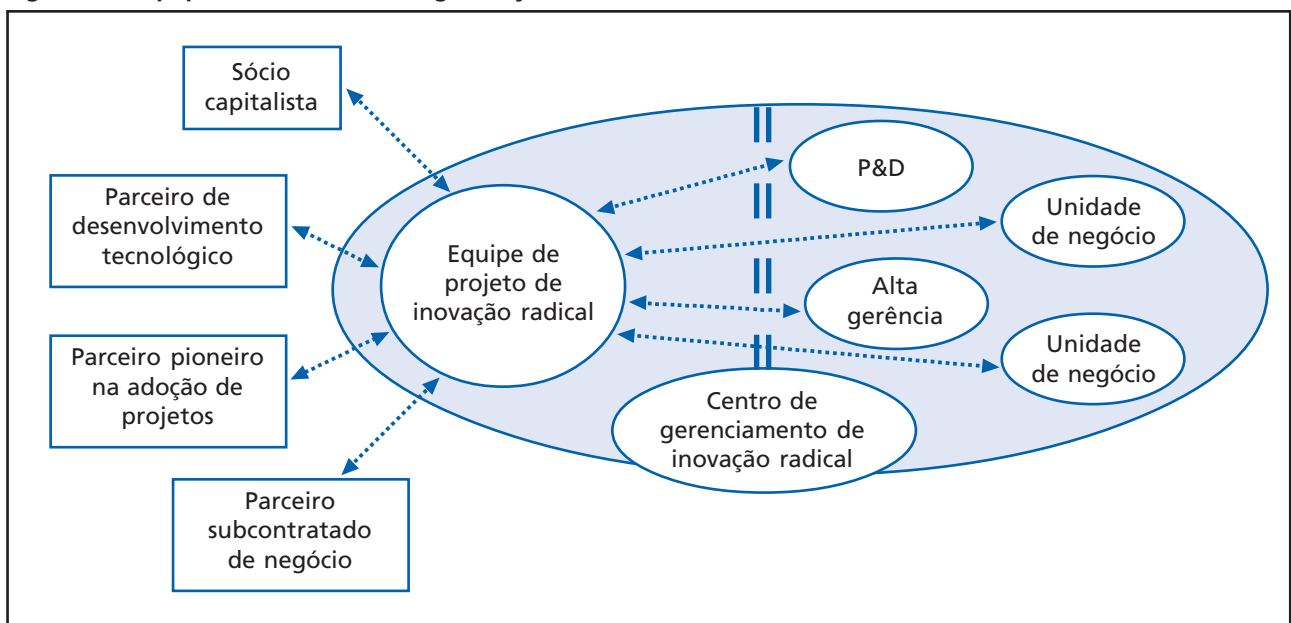 Sócio
capitalista
Parceiro de
desenvolvimento
tecnológico
Parceiro pioneiro
na adoção de
projetos
Parceiro
subcontratado
de negócio
Equipe de
projeto de
inovação radical
P&D
Unidade
de negócio
Alta
gerência
Unidade
de negócio
Centro de
gerenciamento de
inovação radical